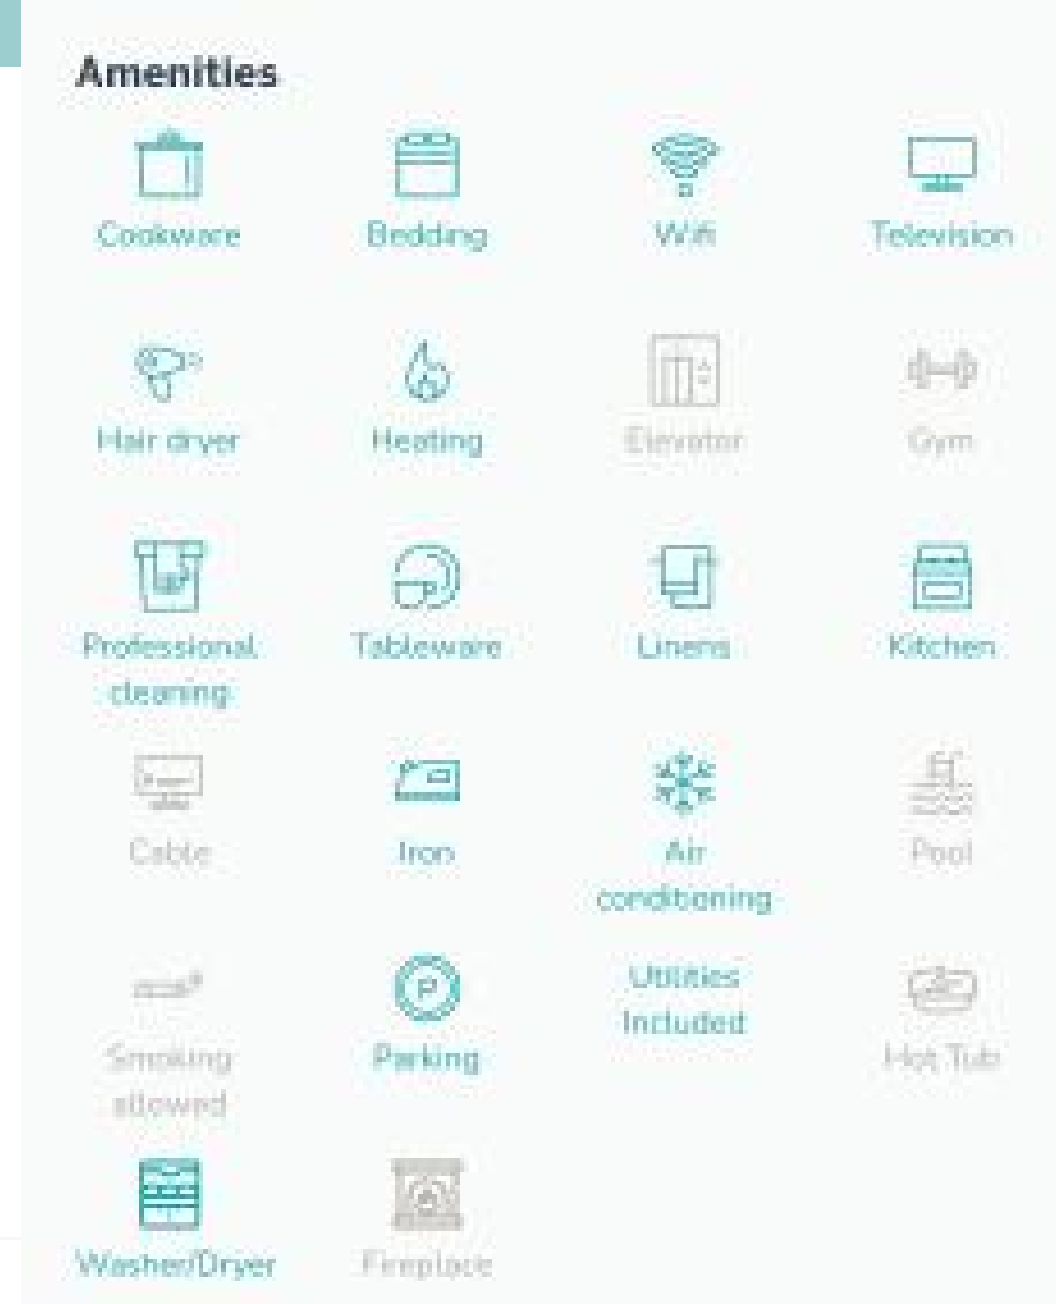 Amenities
Cookware Bedding Wifi Television
Hair dryer Heating Elevator Gym
Professional cleaning Tableware Linens Kitchen
Cable Iron Air conditioning Pool
Smoking allowed Parking Utilities Included Hot Tub
Washer/Dryer Fireplace